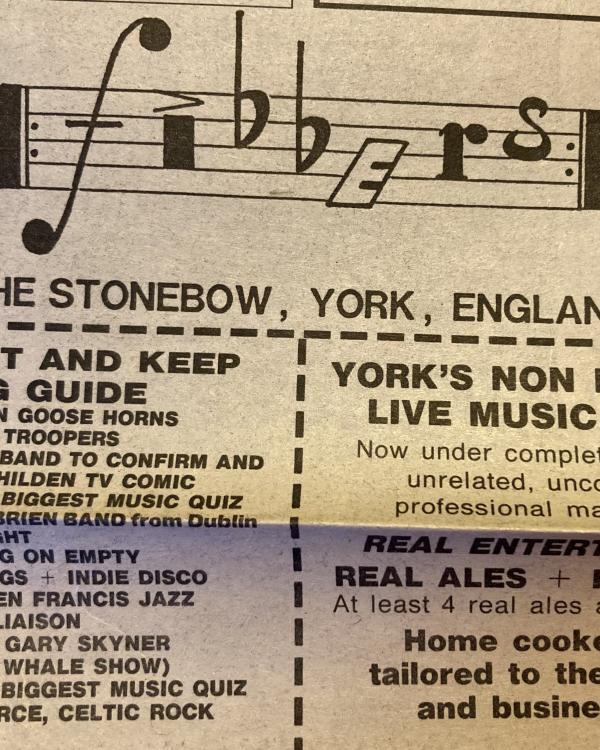 fibbErs
HE STONEBOW, YORK, ENGLAN
T AND KEEP
G GUIDE
N GOOSE HORNS
TROOPERS
BAND TO CONFIRM AND
HILDEN TV COMIC
BIGGEST MUSIC QUIZ
BRIEN BAND from Dublin
GHT
G ON EMPTY
GS + INDIE DISCO
EN FRANCIS JAZZ
LIAISON
GARY SKYNER
WHALE SHOW)
BIGGEST MUSIC QUIZ
RCE, CELTIC ROCK
YORK'S NON
LIVE MUSIC
Now under complet
unrelated, unco
professional ma
REAL ENTERT
REAL ALES +
At least 4 real ales a
Home cooke
tailored to the
and busine